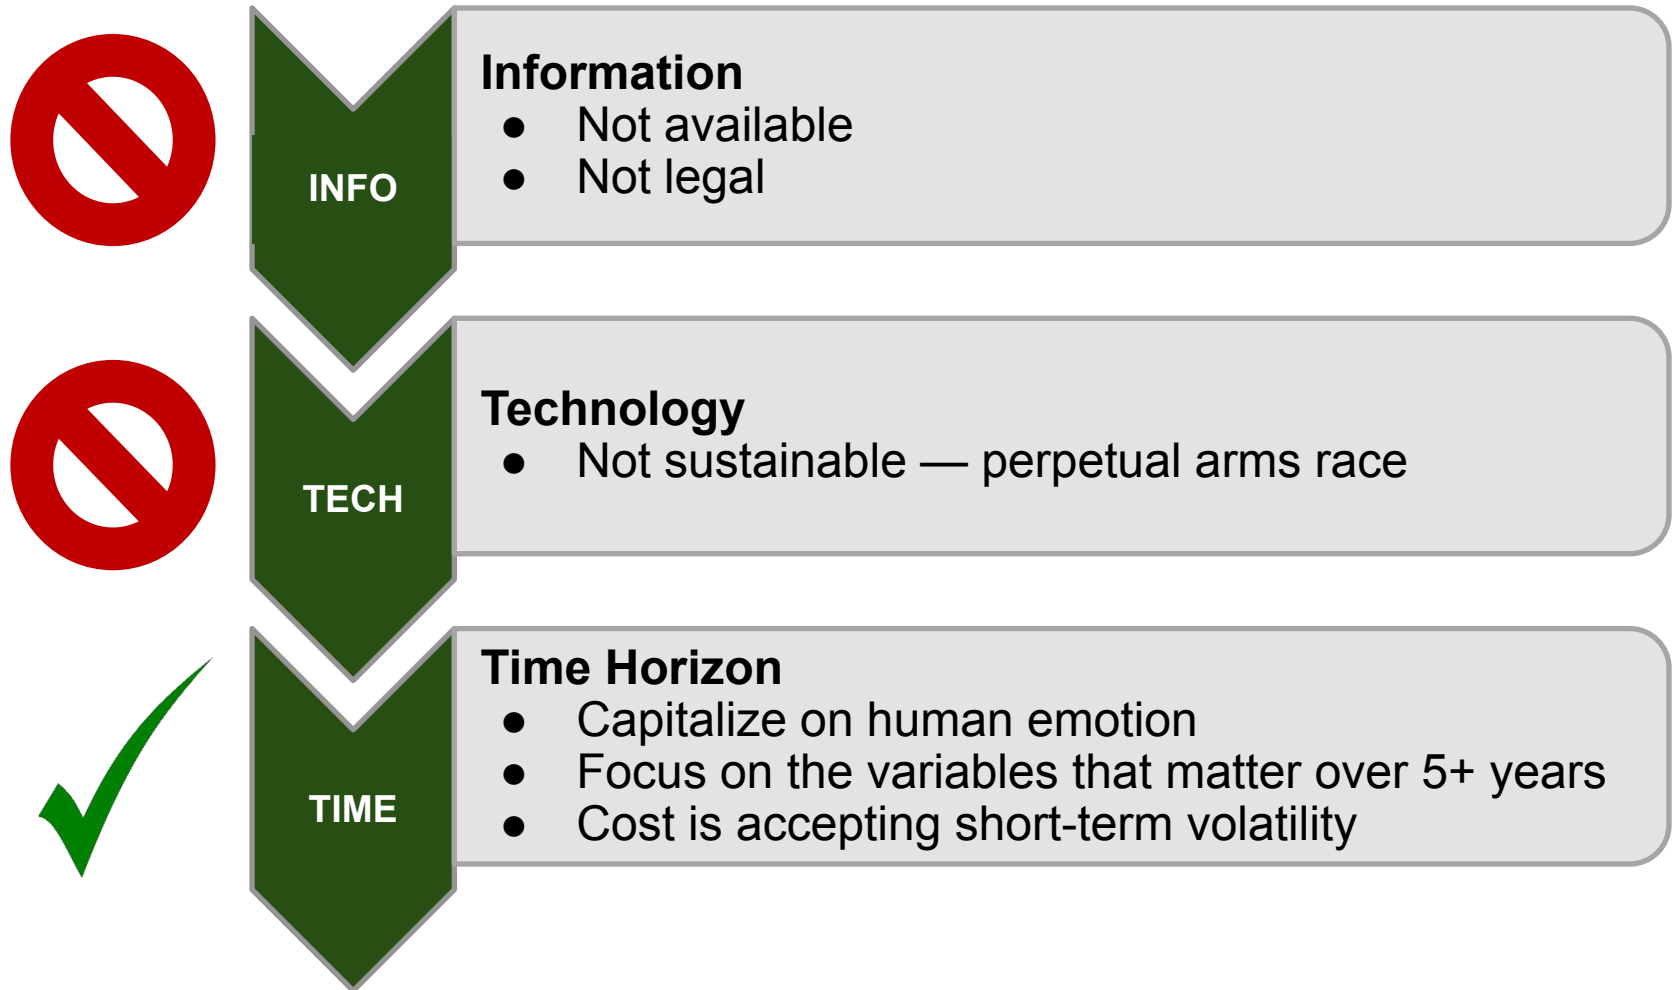 INFO
Information
● Not available
● Not legal
TECH
Technology
● Not sustainable — perpetual arms race
TIME
Time Horizon
● Capitalize on human emotion
● Focus on the variables that matter over 5+ years
● Cost is accepting short-term volatility